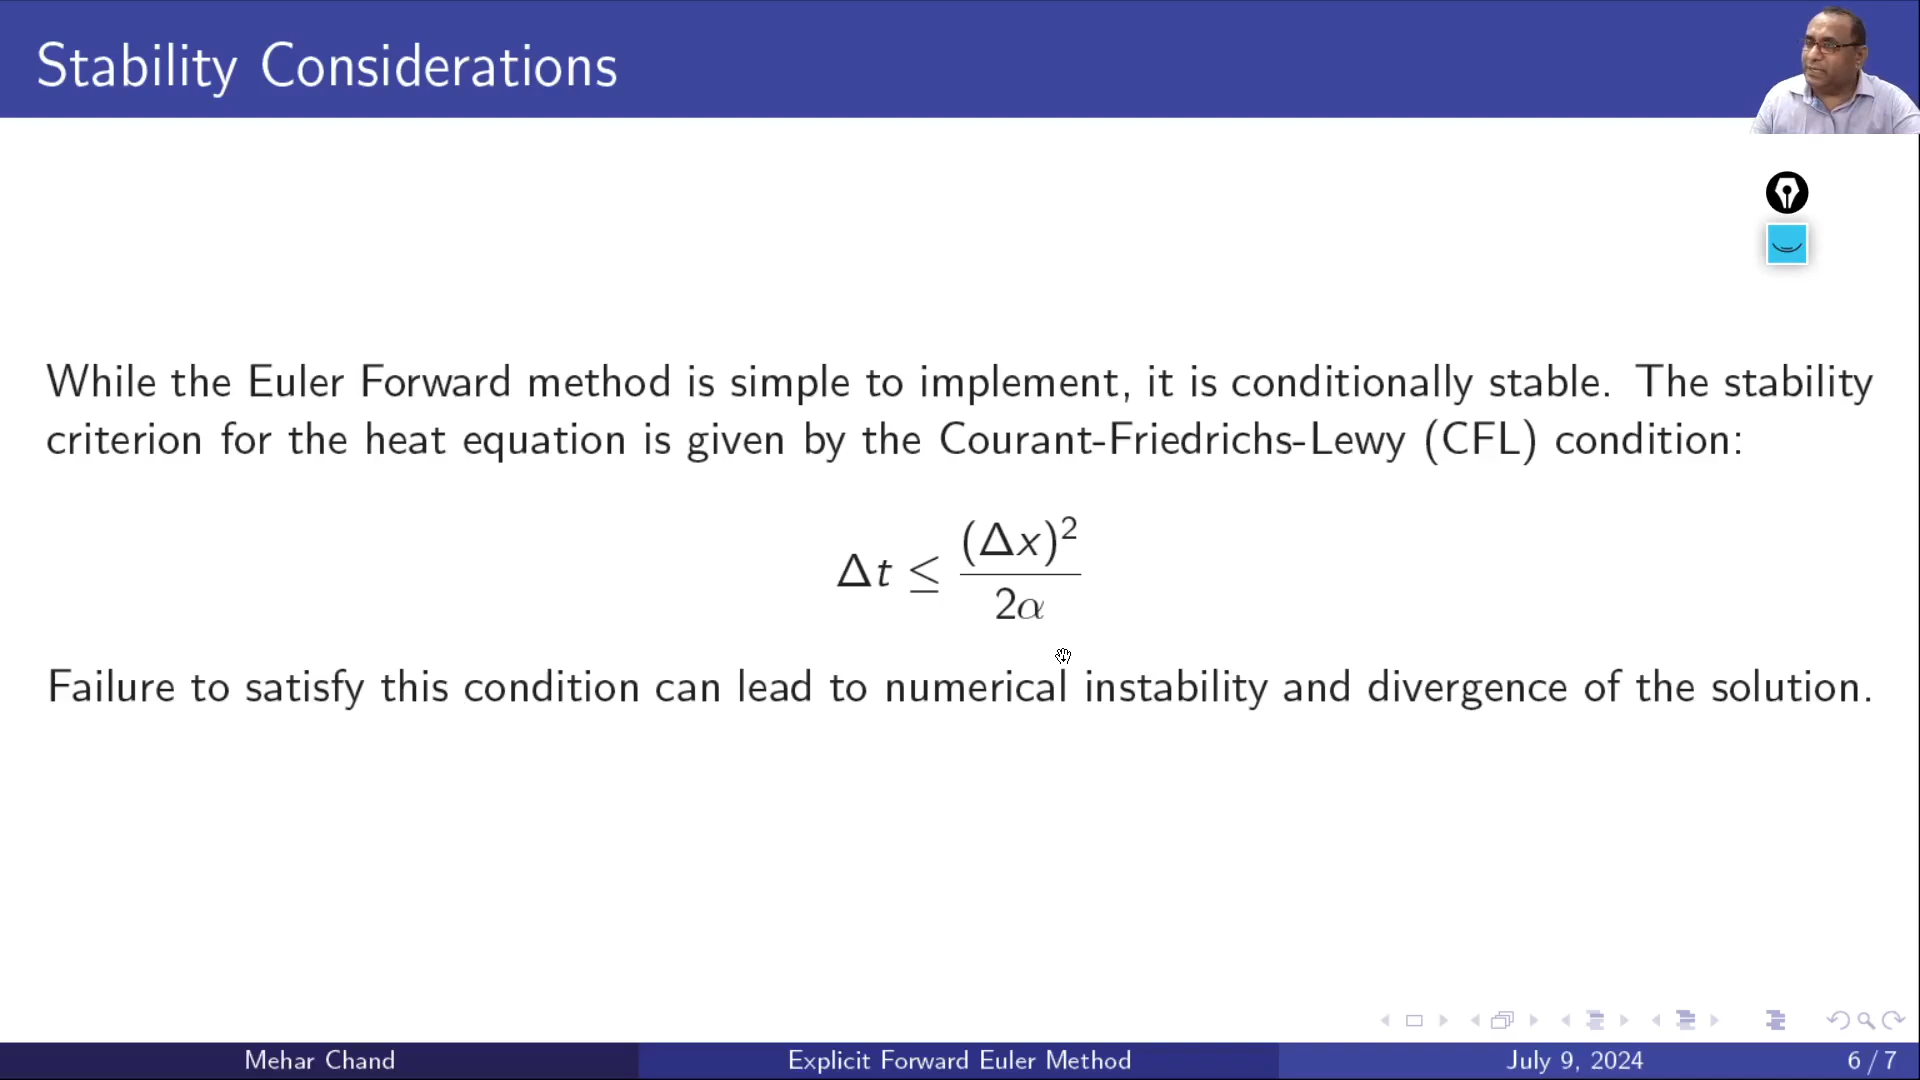 Stability Considerations
While the Euler Forward method is simple to implement, it is conditionally stable. The stability
criterion for the heat equation is given by the Courant-Friedrichs-Lewy (CFL) condition:
Δt ≤ (Δx)² / 2α
Failure to satisfy this condition can lead to numerical instability and divergence of the solution.
Mehar Chand
Explicit Forward Euler Method
July 9, 2024
6 / 7